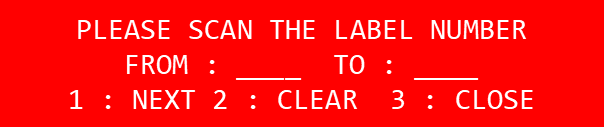 PLEASE SCAN THE LABEL NUMBER
FROM : ____  TO : ____
1 : NEXT 2 : CLEAR  3 : CLOSE